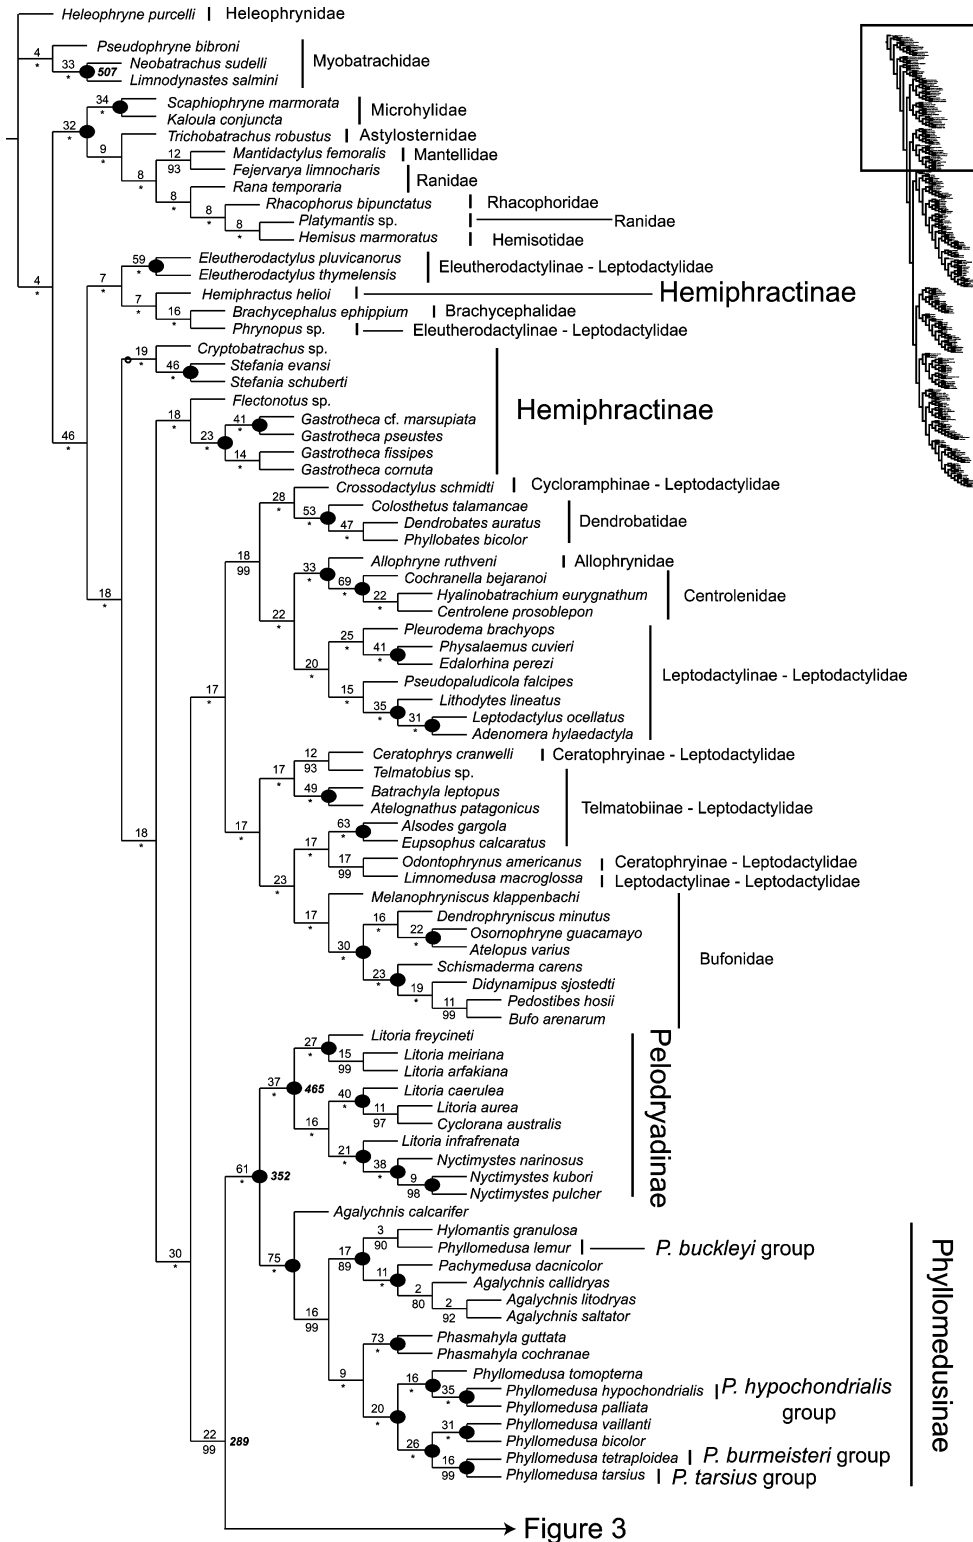 Heleophryne purcelli Heleophrynidae
4
*
Pseudophryne bibroni
33
*
507
Neobatrachus sudelli
Limnodynastes salmini
Myobatrachidae
34
*
Scaphiophryne marmorata
Kaloula conjuncta
Microhylidae
32
*
9
*
Trichobatrachus robustus Astylosternidae
12
93
Mantidactylus femoralis Mantellidae
Fejervarya limnocharis
8
*
Rana temporaria
Ranidae
8
*
Rhacophorus bipunctatus Rhacophoridae
8
*
8
*
Platymantis sp. Ranidae
Hemisus marmoratus Hemisotidae
4
*
59
*
Eleutherodactylus pluvicanorus
Eleutherodactylus thymelensis
Eleutherodactylinae - Leptodactylidae
7
*
7
*
Hemiphractus helioi Hemiphractinae
16
*
Brachycephalus ephippium Brachycephalidae
Phrynopus sp. Eleutherodactylinae - Leptodactylidae
46
*
19
*
Cryptobatrachus sp.
46
*
Stefania evansi
Stefania schuberti
18
*
Flectonotus sp.
Hemiphractinae
23
*
41
*
Gastrotheca cf. marsupiata
Gastrotheca pseustes
14
*
Gastrotheca fissipes
Gastrotheca cornuta
28
*
Crossodactylus schmidti Cycloramphinae - Leptodactylidae
53
*
Colosthetus talamancae
47
*
Dendrobates auratus
Phyllobates bicolor
Dendrobatidae
18
99
33
*
Allophryne ruthveni Allophrynidae
69
*
Cochranella bejaranoi
22
*
Hyalinobatrachium eurygnathum
Centrolene prosoblepon
Centrolenidae
18
*
22
*
25
*
Pleurodema brachyops
41
*
Physalaemus cuvieri
Edalorhina perezi
20
*
15
*
Pseudopaludicola falcipes
Leptodactylinae - Leptodactylidae
35
*
Lithodytes lineatus
31
*
Leptodactylus ocellatus
Adenomera hylaedactyla
17
*
12
93
Ceratophrys cranwelli Ceratophryinae - Leptodactylidae
Telmatobius sp.
17
*
49
*
Batrachyla leptopus
Atelognathus patagonicus
Telmatobiinae - Leptodactylidae
17
*
63
*
Alsodes gargola
Eupsophus calcaratus
18
*
17
*
17
99
Odontophrynus americanus Ceratophryinae - Leptodactylidae
Limnomedusa macroglossa Leptodactylinae - Leptodactylidae
23
*
17
*
Melanophryniscus klappenbachi
16
*
Dendrophryniscus minutus
22
*
Osornophryne guacamayo
Atelopus varius
30
*
Bufonidae
23
*
Schismaderma carens
19
*
Didynamipus sjostedti
11
99
Pedostibes hosii
Bufo arenarum
27
*
Litoria freycineti
15
99
Litoria meiriana
Litoria arfakiana
37
*
465
40
*
Litoria caerulea
11
97
Litoria aurea
Cyclorana australis
16
*
21
*
Litoria infrafrenata
38
*
Nyctimystes narinosus
9
98
Nyctimystes kubori
Nyctimystes pulcher
Pelodryadinae
61
*
352
75
*
Agalychnis calcarifer
3
90
Hylomantis granulosa
Phyllomedusa lemur P. buckleyi group
17
89
11
*
Pachymedusa dacnicolor
2
80
Agalychnis callidryas
2
92
Agalychnis litodryas
Agalychnis saltator
30
*
16
99
73
*
Phasmahyla guttata
Phasmahyla cochranae
9
*
16
*
Phyllomedusa tomopterna
35
*
Phyllomedusa hypochondrialis P. hypochondrialis
group
Phyllomedusa palliata
20
*
31
*
Phyllomedusa vaillanti
Phyllomedusa bicolor
26
*
16
99
Phyllomedusa tetraploidea P. burmeisteri group
Phyllomedusa tarsius P. tarsius group
Phyllomedusinae
22
99
289
Figure 3